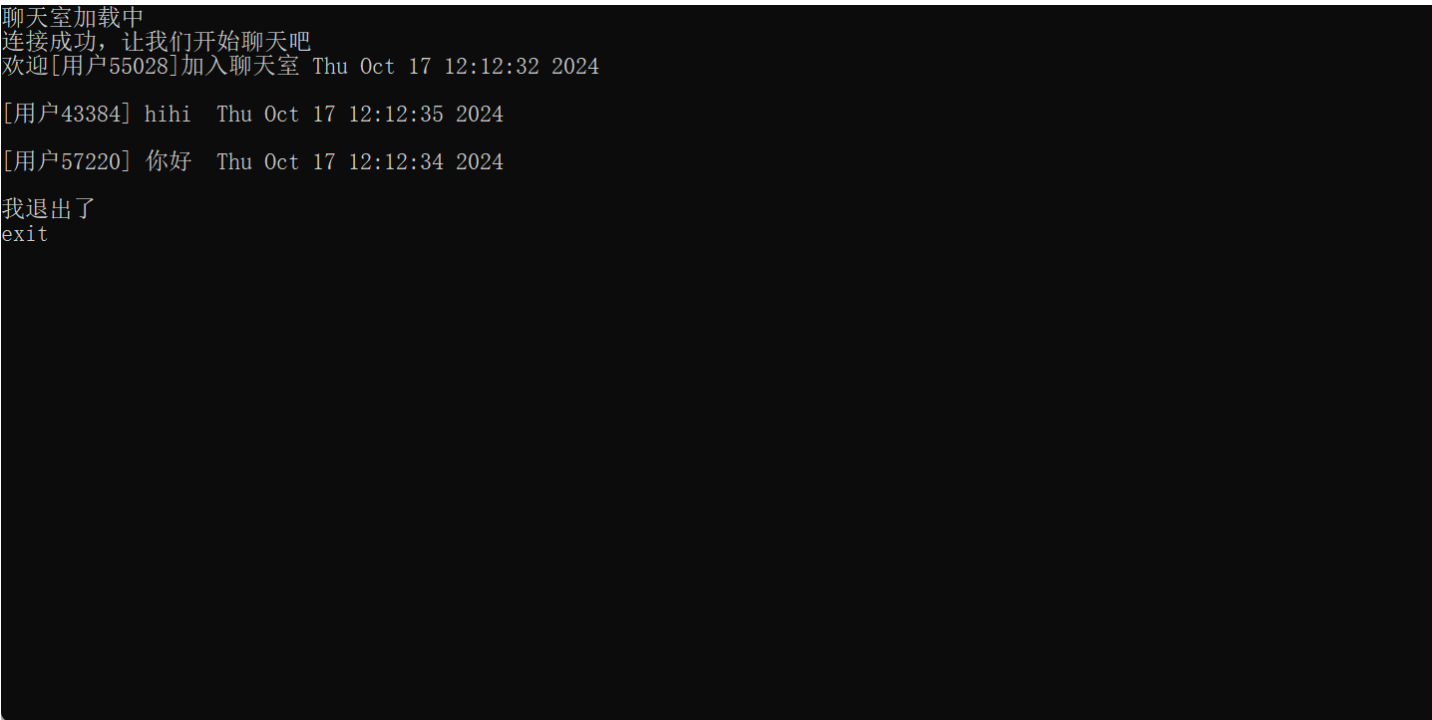 聊天室加载中
连接成功，让我们开始聊天吧
欢迎[用户55028]加入聊天室 Thu Oct 17 12:12:32 2024
[用户43384] hihi  Thu Oct 17 12:12:35 2024
[用户57220] 你好  Thu Oct 17 12:12:34 2024
我退出了
exit